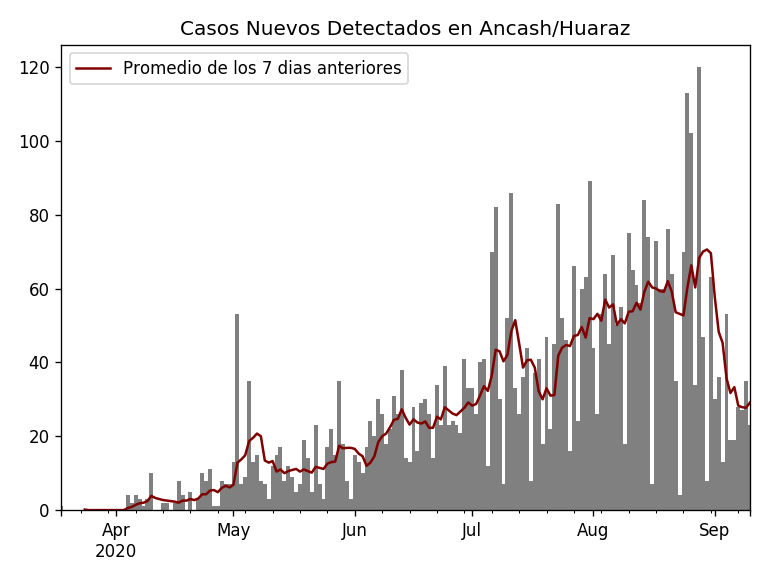 Casos Nuevos Detectados en Ancash/Huaraz
Promedio de los 7 dias anteriores
120
100
80
60
40
20
0
Apr May Jun Jul Aug Sep
2020